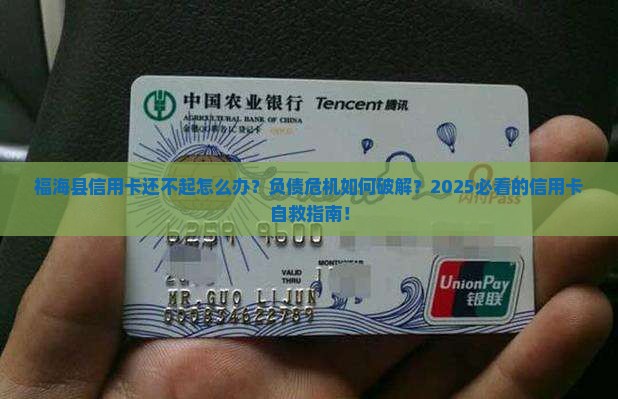 中国农业银行 Tencent 腾讯
AGRICULTURAL BANK OF CHINA
福海县信用卡还不起怎么办？负债危机如何破解？2025必看的信用卡
自救指南！
Pass
6259 9600
MONTH/YEAR
VALID
THRU
MR.GUO LIJUN
UnionPay
银联